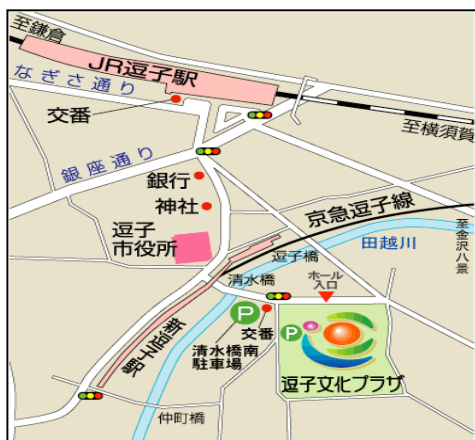 至鎌倉
JR逗子駅
なぎさ通り
交番
至横須賀
銀座通り
銀行
神社
逗子
市役所
京急逗子線
逗子橋
田越川
至金沢八景
清水橋
ホール
入口
P
交番
清水橋南
駐車場
P
新逗子駅
逗子文化プラザ
仲町橋